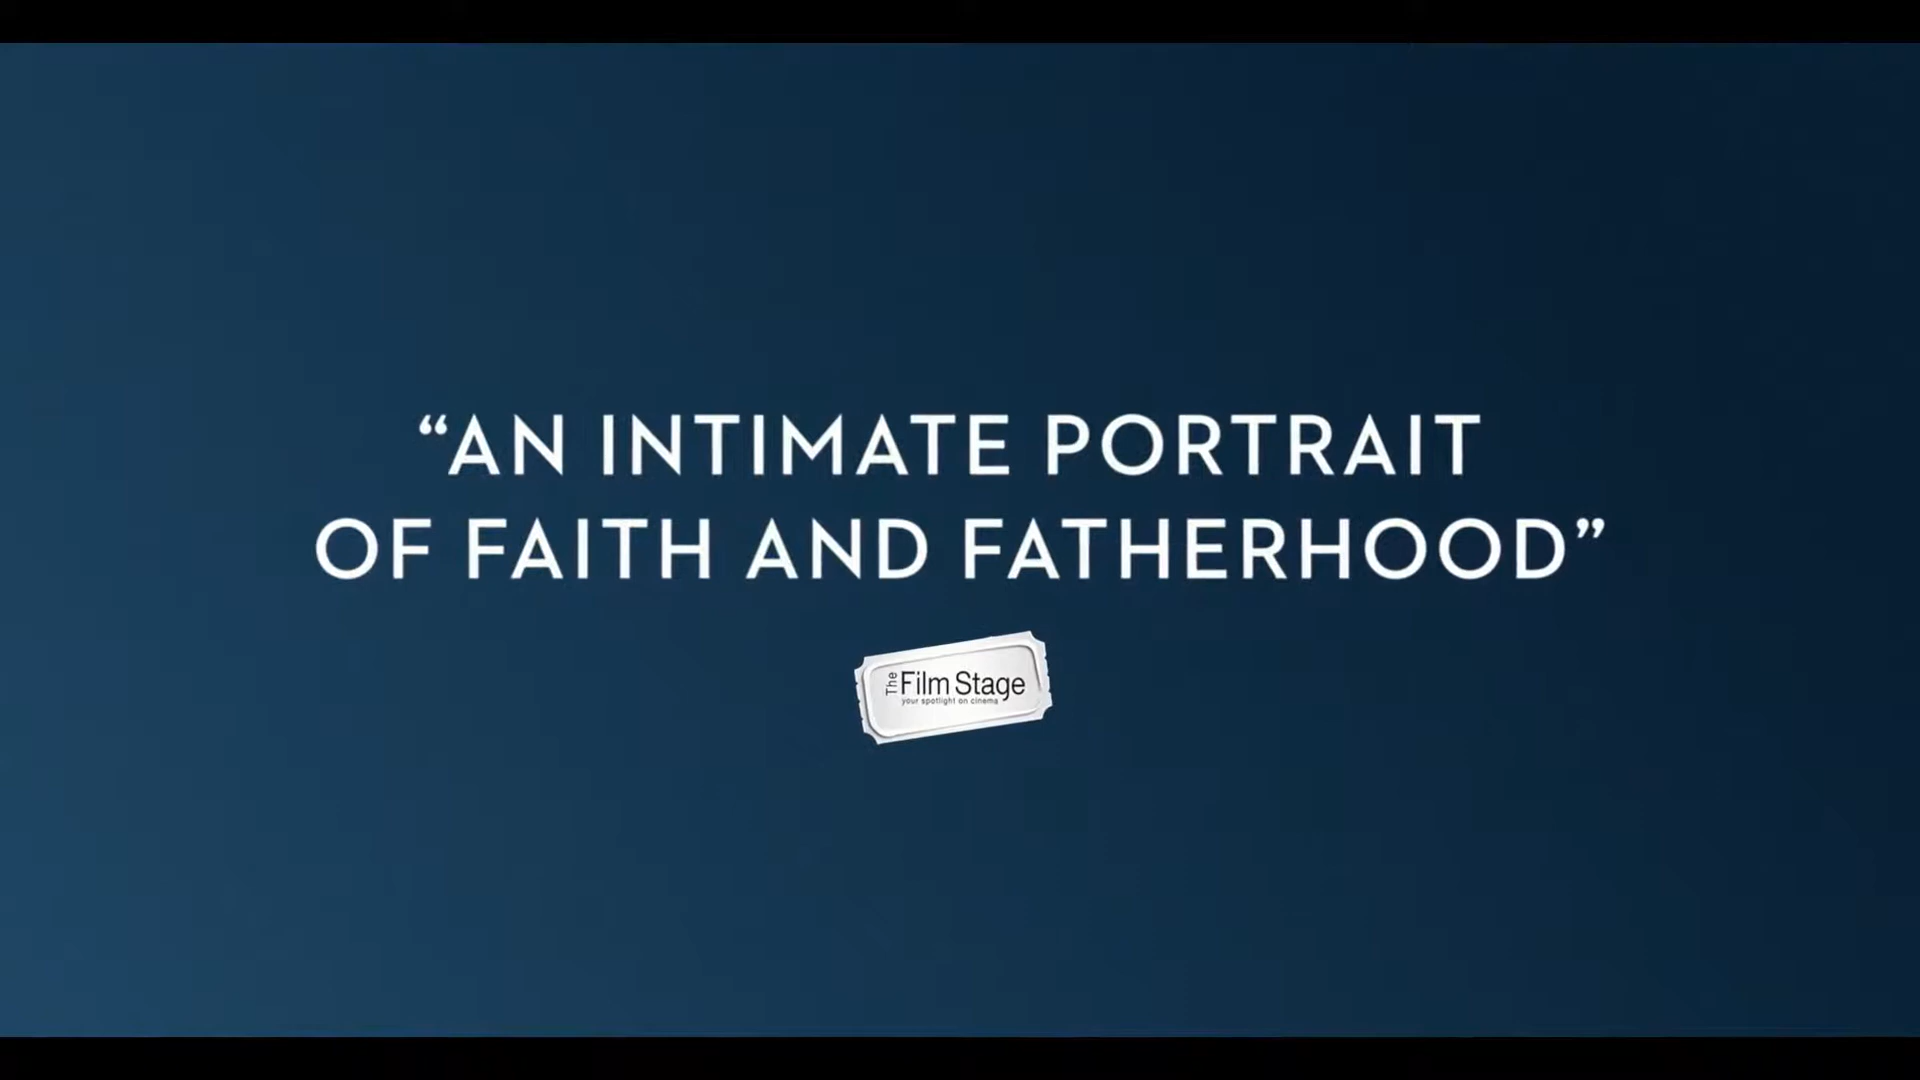 “AN INTIMATE PORTRAIT
OF FAITH AND FATHERHOOD”
The Film Stage
your spotlight on cinema